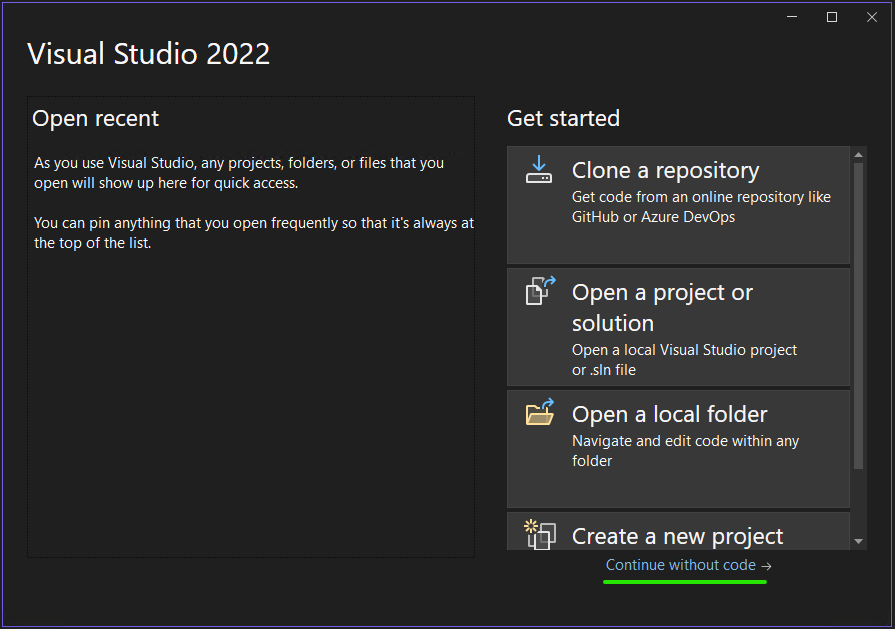 Visual Studio 2022
Open recent
As you use Visual Studio, any projects, folders, or files that you
open will show up here for quick access.
You can pin anything that you open frequently so that it's always at
the top of the list.
Get started
Clone a repository
Get code from an online repository like
GitHub or Azure DevOps
Open a project or
solution
Open a local Visual Studio project
or .sln file
Open a local folder
Navigate and edit code within any
folder
Create a new project
Continue without code →